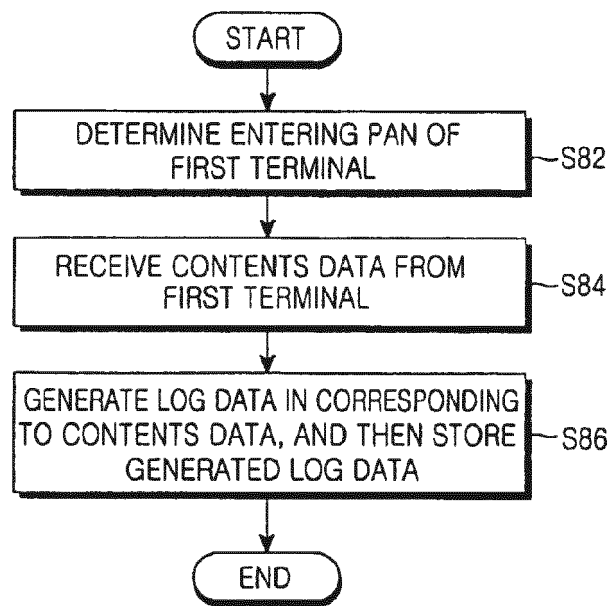 START
DETERMINE ENTERING PAN OF
FIRST TERMINAL
S82
RECEIVE CONTENTS DATA FROM
FIRST TERMINAL
S84
GENERATE LOG DATA IN CORRESPONDING
TO CONTENTS DATA, AND THEN STORE
GENERATED LOG DATA
S86
END